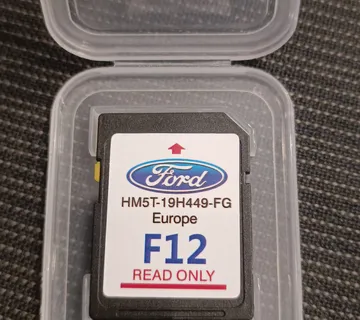 Ford
HM5T-19H449-FG
Europe
F12
READ ONLY